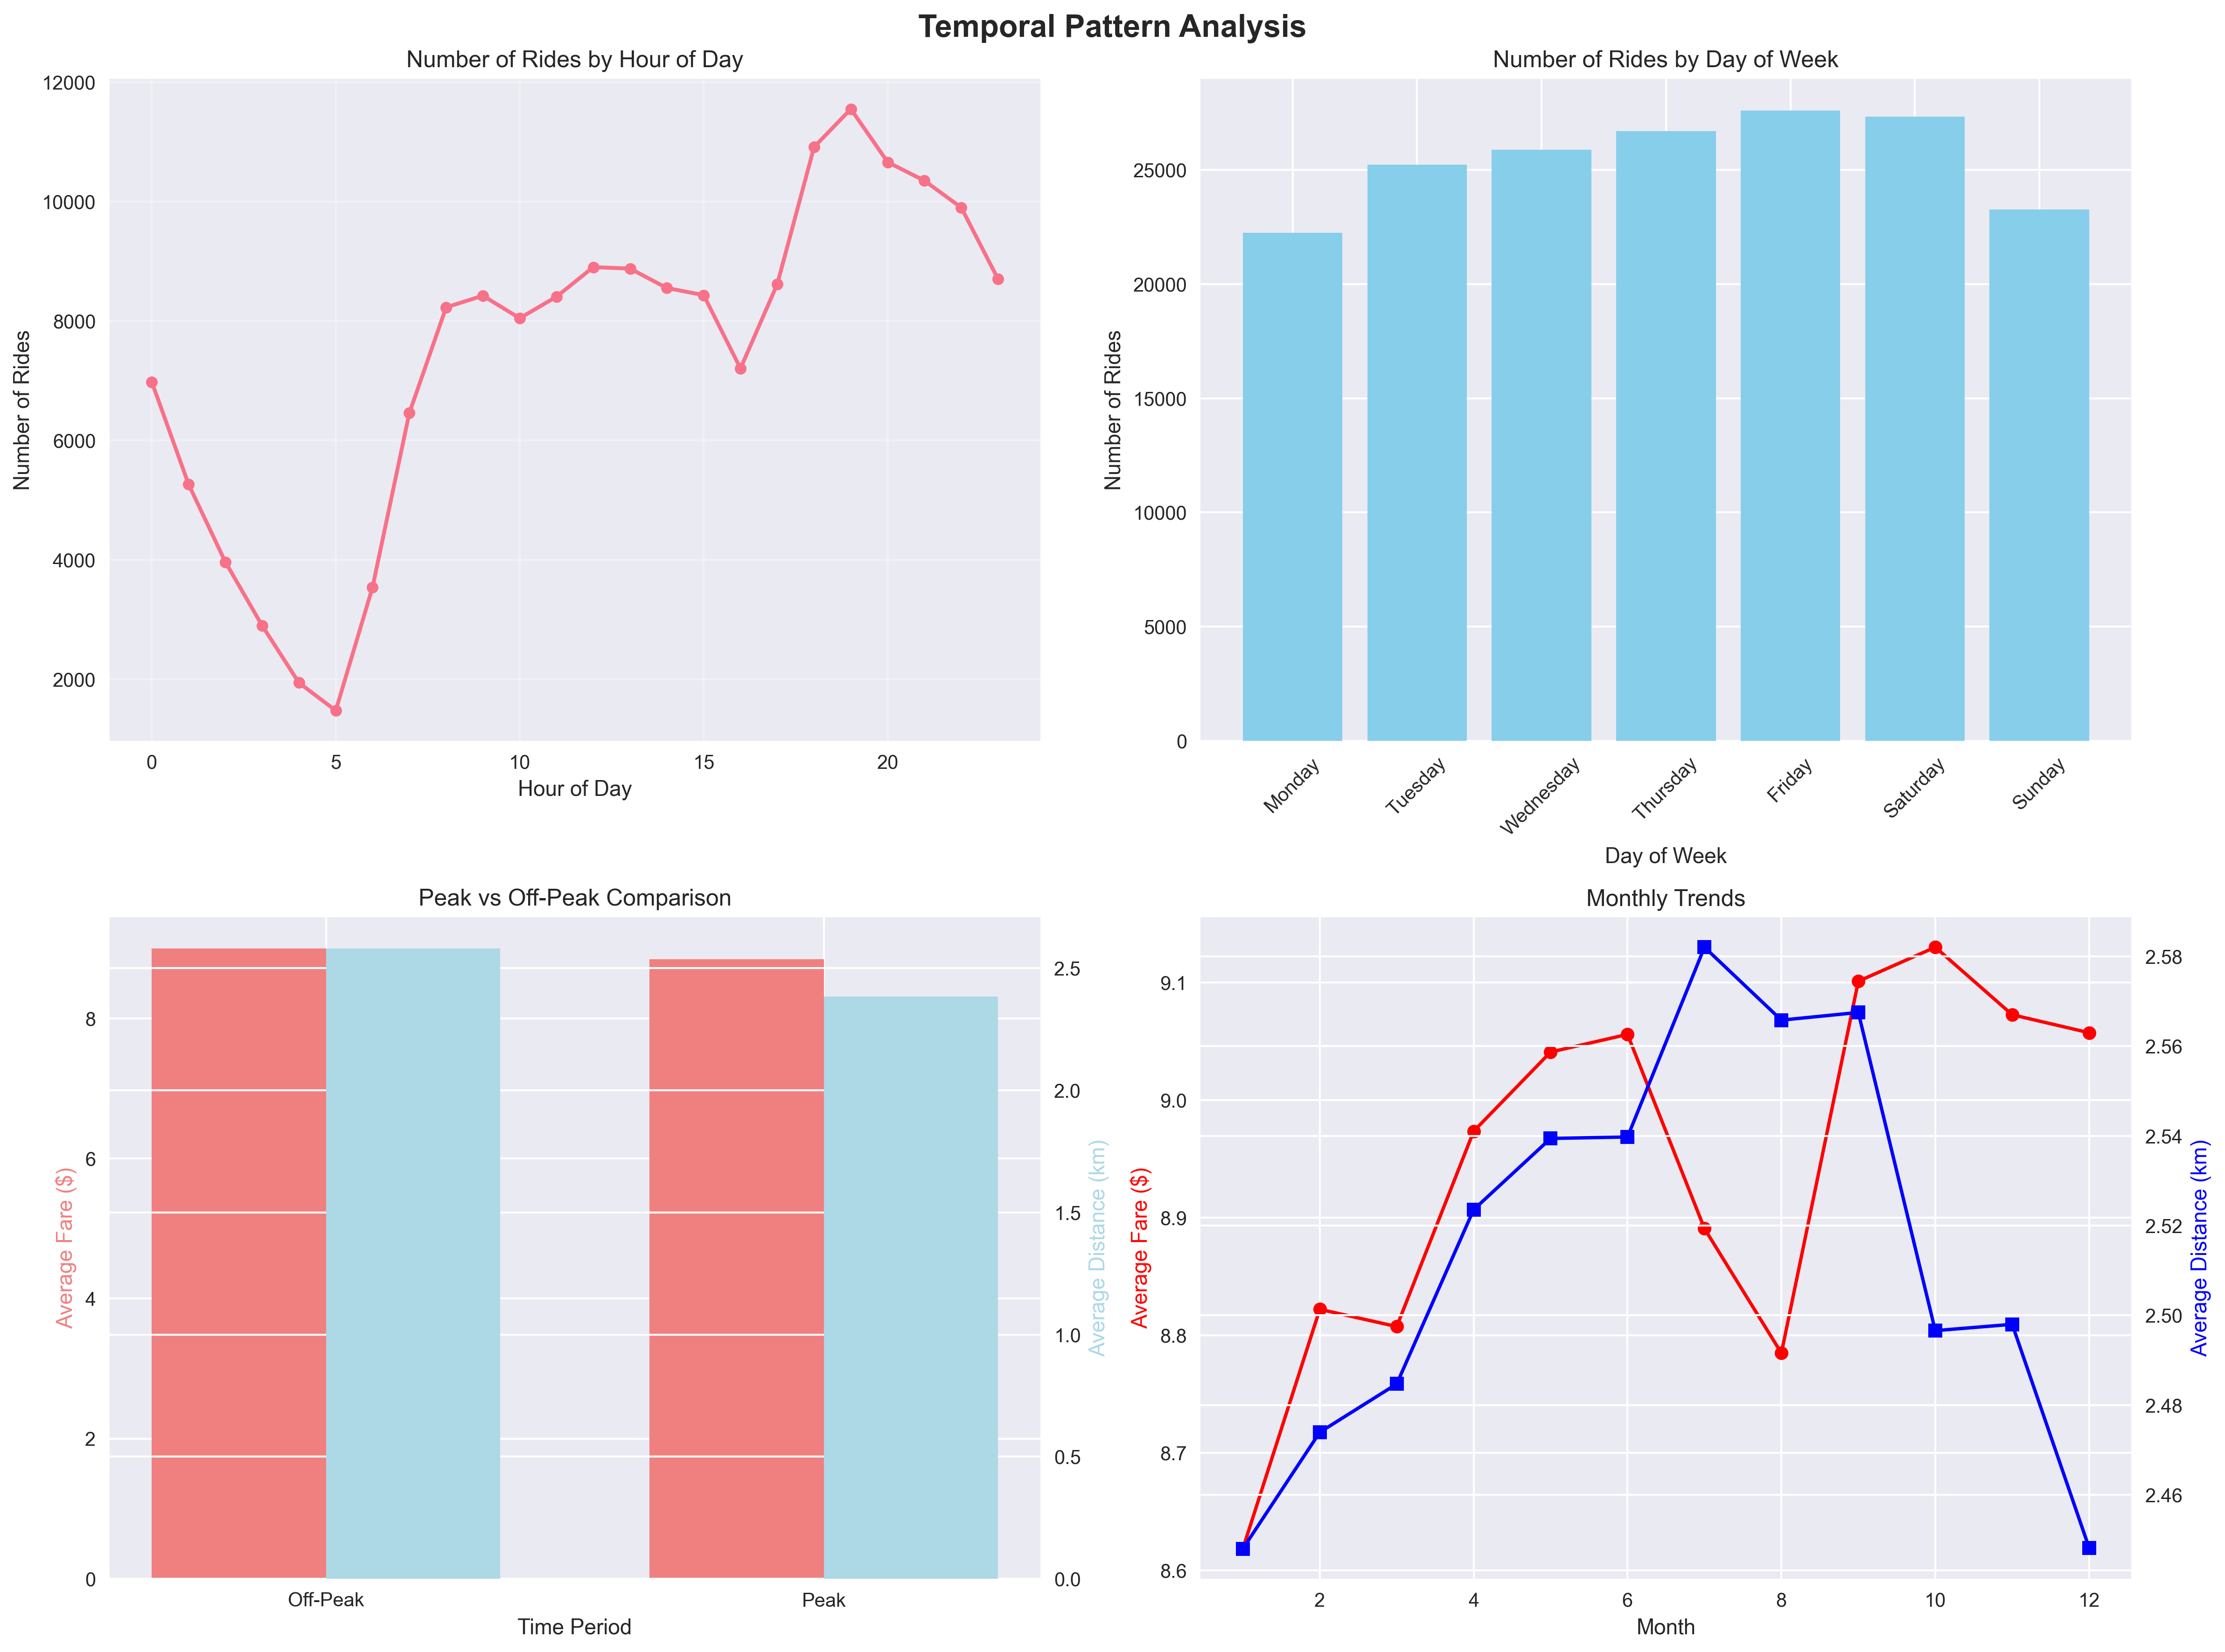 Temporal Pattern Analysis
Number of Rides by Hour of Day
Number of Rides
12000
10000
8000
6000
4000
2000
0
5
10
15
20
Hour of Day
Number of Rides by Day of Week
Number of Rides
25000
20000
15000
10000
5000
0
Monday
Tuesday
Wednesday
Thursday
Friday
Saturday
Sunday
Day of Week
Peak vs Off-Peak Comparison
Average Fare ($)
8
6
4
2
0
Off-Peak
Peak
Time Period
2.5
2.0
1.5
1.0
0.5
0.0
Average Distance (km)
Monthly Trends
Average Fare ($)
9.1
9.0
8.9
8.8
8.7
8.6
2
4
6
8
10
12
Month
2.58
2.56
2.54
2.52
2.50
2.48
2.46
Average Distance (km)